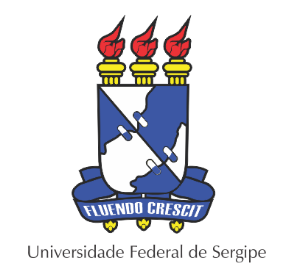 FLUENDO CRESCIT
Universidade Federal de Sergipe